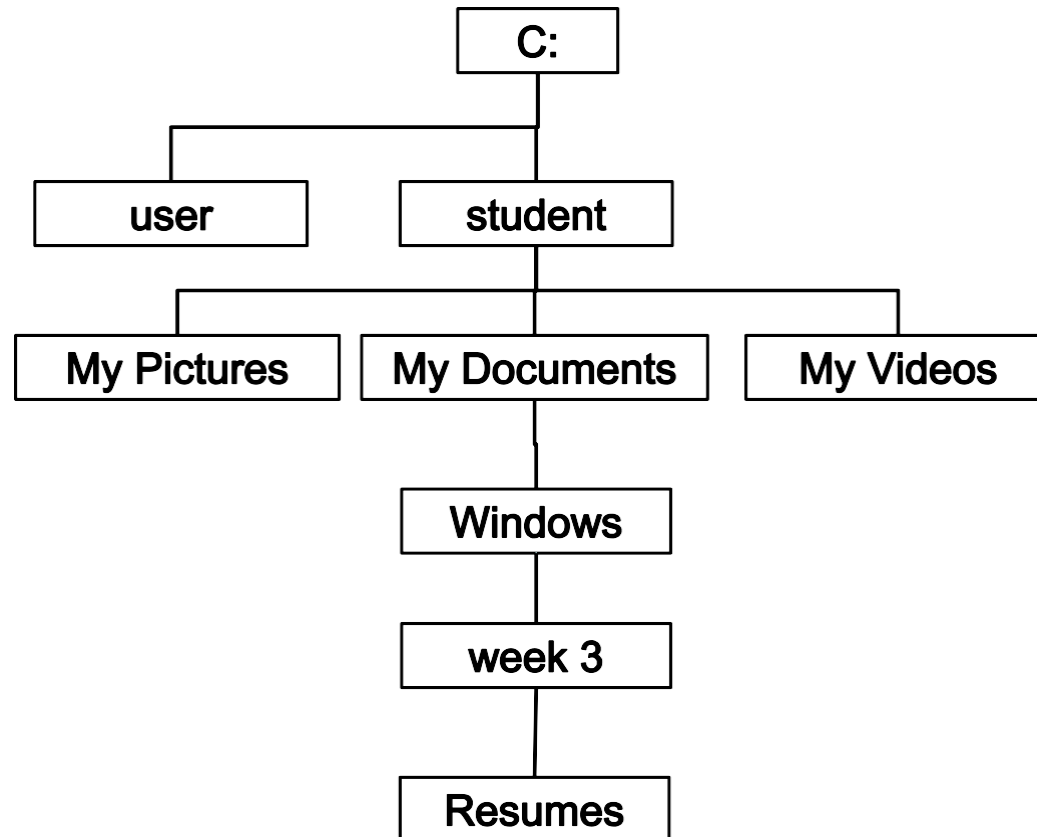 C:
user
student
My Pictures
My Documents
My Videos
Windows
week 3
Resumes